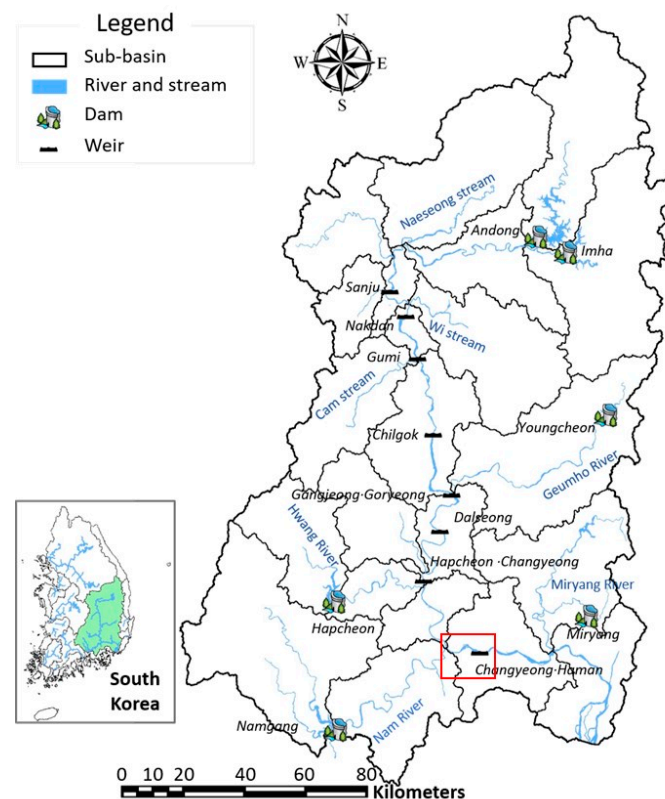 Legend
Sub-basin
River and stream
Dam
Weir
N
W E
S
Naeseong stream
Andong
Imha
Sanju
Nakdan
Wi stream
Gumi
Cam stream
Chilgok
Youngcheon
Geumho River
Gangjeong·Goryeong
Dalseong
Hwang River
Hapcheon ·Changyeong
Miryang River
Hapcheon
Miryang
Changyeong·Haman
Nam River
Namgang
South
Korea
0 10 20 40 60 80
Kilometers